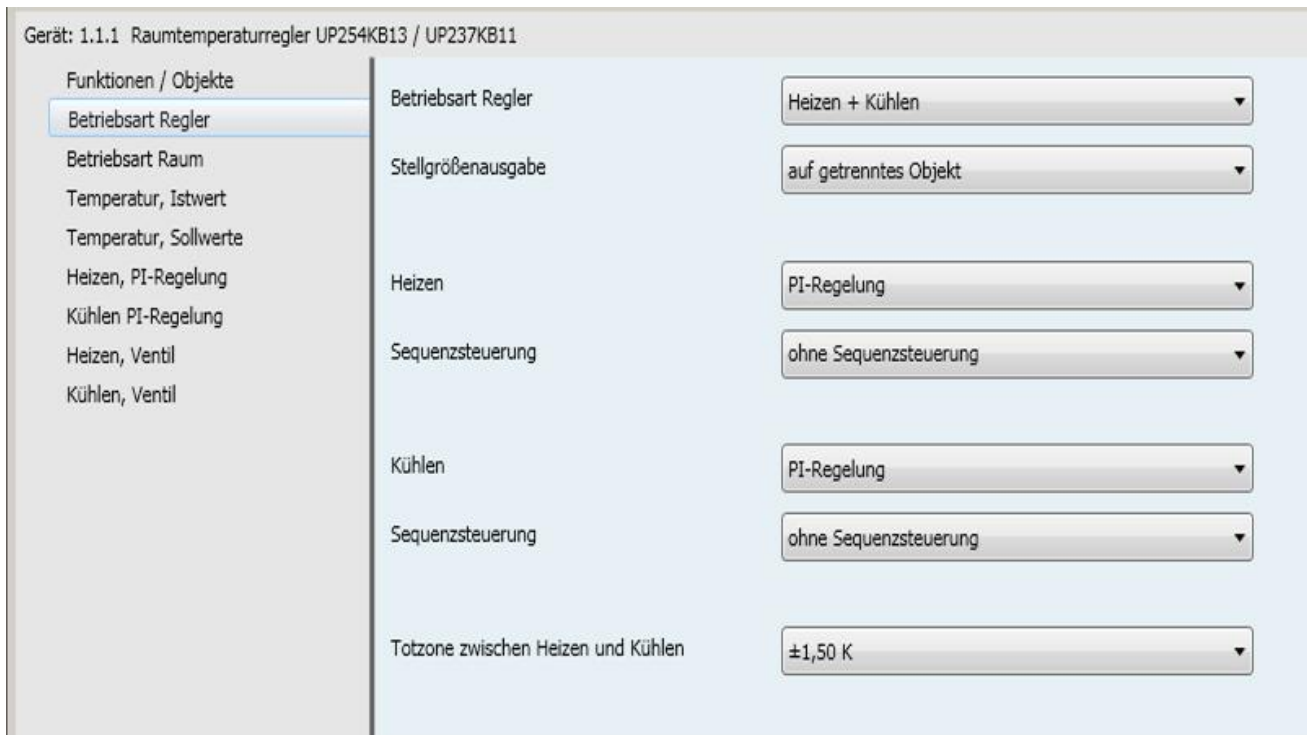 Gerät: 1.1.1 Raumtemperaturregler UP254KB13 / UP237KB11
Funktionen / Objekte
Betriebsart Regler
Betriebsart Raum
Temperatur, Istwert
Temperatur, Sollwerte
Heizen, PI-Regelung
Kühlen PI-Regelung
Heizen, Ventil
Kühlen, Ventil
Betriebsart Regler Heizen + Kühlen
Stellgrößenausgabe auf getrenntes Objekt
Heizen PI-Regelung
Sequenzsteuerung ohne Sequenzsteuerung
Kühlen PI-Regelung
Sequenzsteuerung ohne Sequenzsteuerung
Totzone zwischen Heizen und Kühlen ±1,50 K